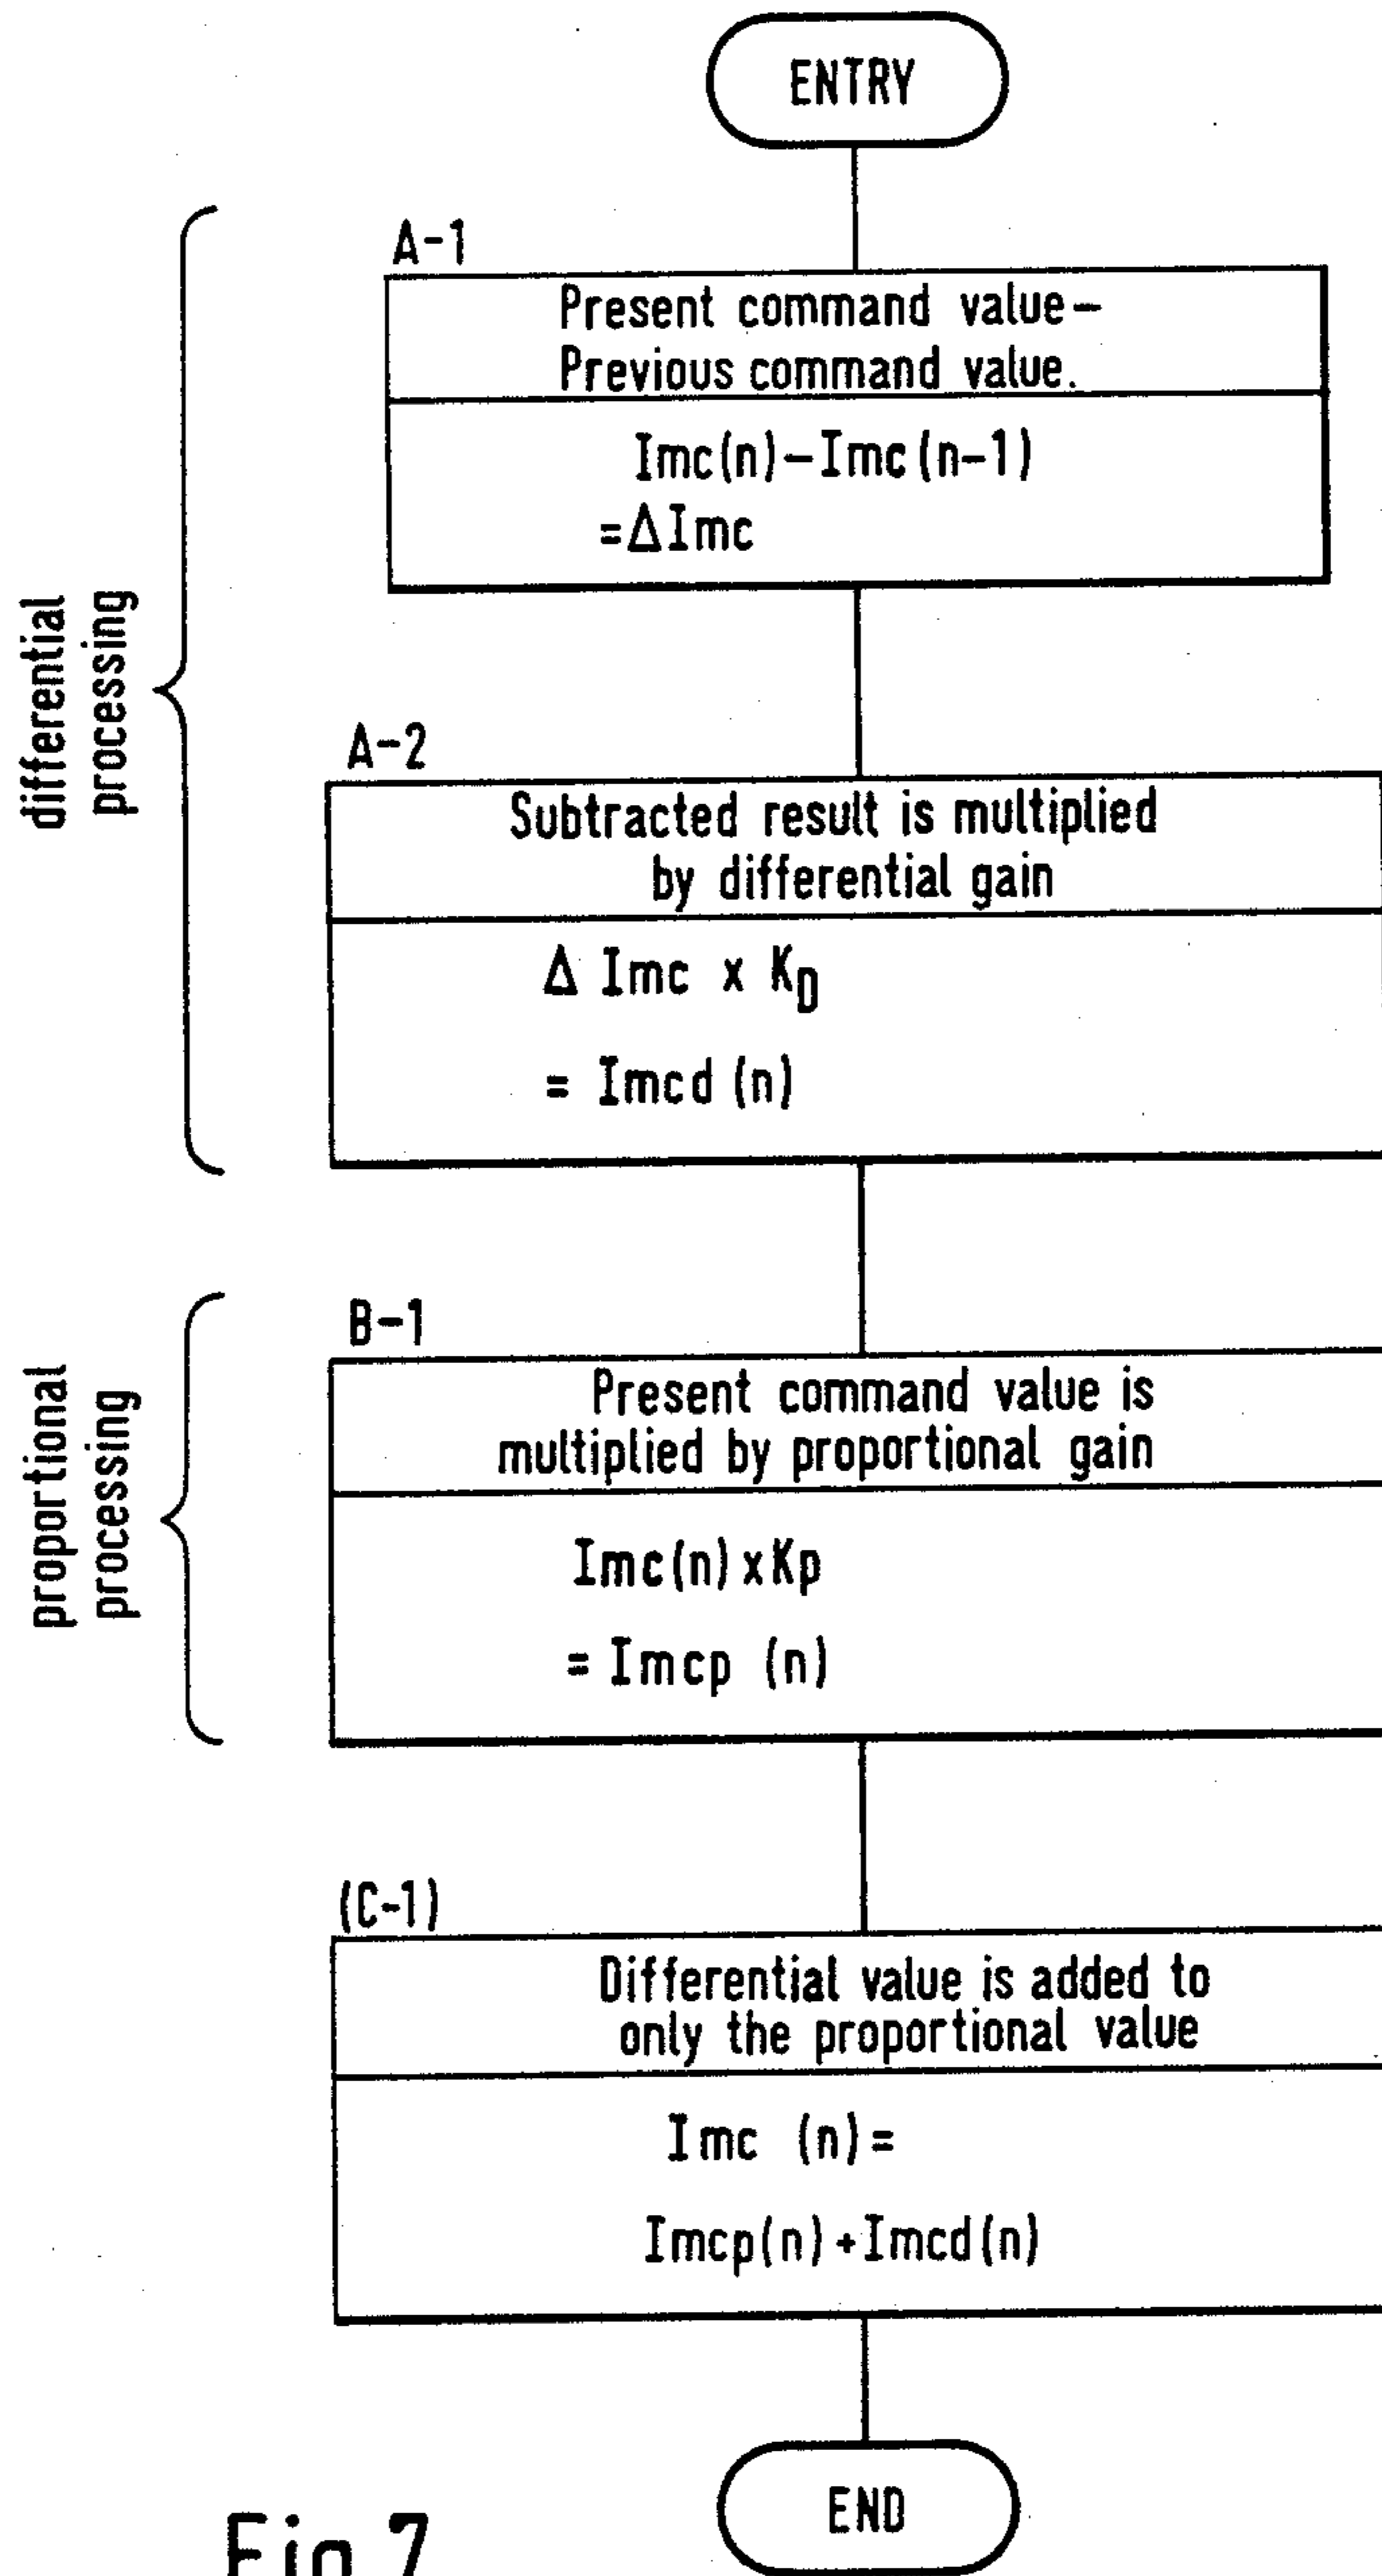 ENTRY
differential
processing
A-1
Present command value–
Previous command value.
Imc(n)–Imc(n–1)
=ΔImc
A-2
Subtracted result is multiplied
by differential gain
Δ Imc x KD
= Imcd (n)
proportional
processing
B-1
Present command value is
multiplied by proportional gain
Imc(n)xKp
= Imcp (n)
(C-1)
Differential value is added to
only the proportional value
Imc (n)=
Imcp(n)+Imcd(n)
END
Fig.7